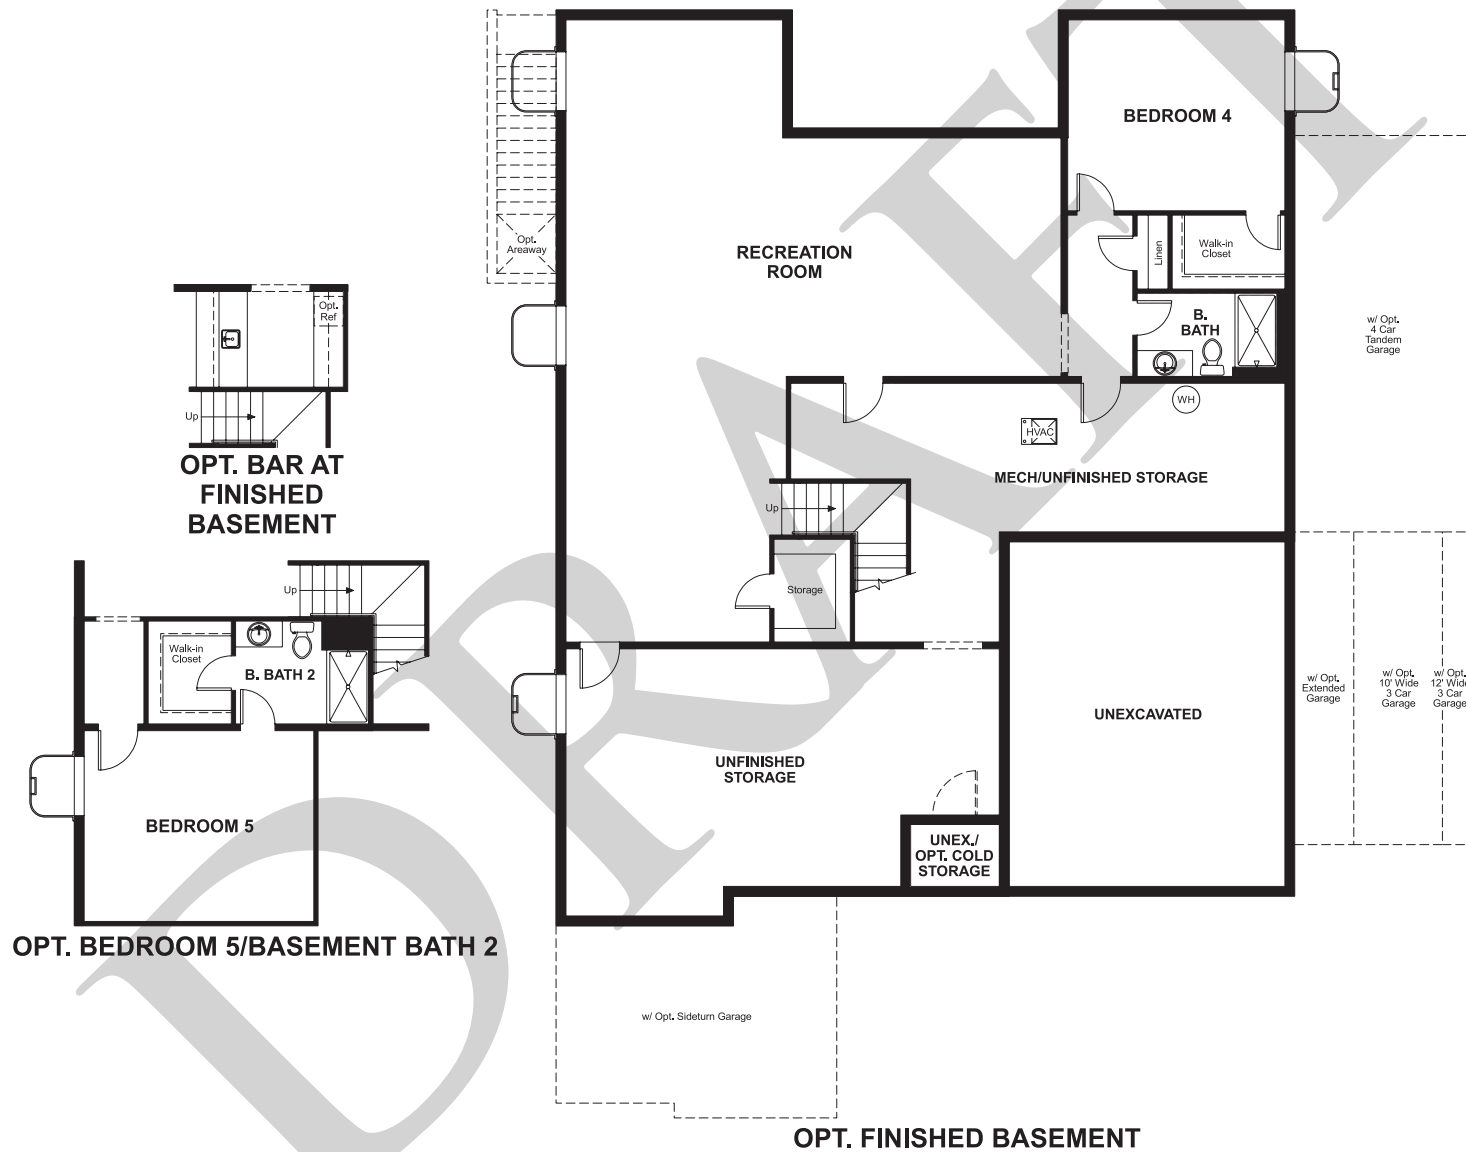 BEDROOM 4
Opt.
Areaway
RECREATION
ROOM
Linen
Walk-in
Closet
Opt.
Ref
B.
BATH
w/ Opt.
4 Car
Tandem
Garage
WH
Up
HVAC
OPT. BAR AT
FINISHED
BASEMENT
MECH/UNFINISHED STORAGE
Up
Up
Storage
Walk-in
Closet
B. BATH 2
w/ Opt.
Extended
Garage
w/ Opt.
10' Wide
3 Car
Garage
w/ Opt.
12' Wide
3 Car
Garage
UNEXCAVATED
UNFINISHED
STORAGE
BEDROOM 5
UNEX./
OPT. COLD
STORAGE
OPT. BEDROOM 5/BASEMENT BATH 2
w/ Opt. Sideturn Garage
OPT. FINISHED BASEMENT
DRAFT